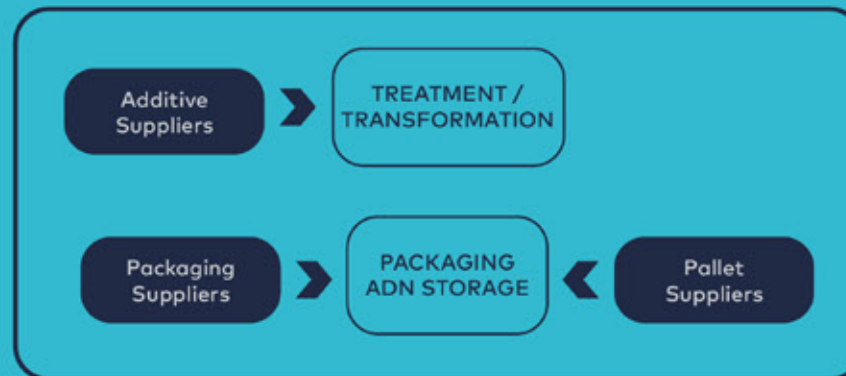 Additive
Suppliers
TREATMENT /
TRANSFORMATION
Packaging
Suppliers
PACKAGING
ADN STORAGE
Pallet
Suppliers